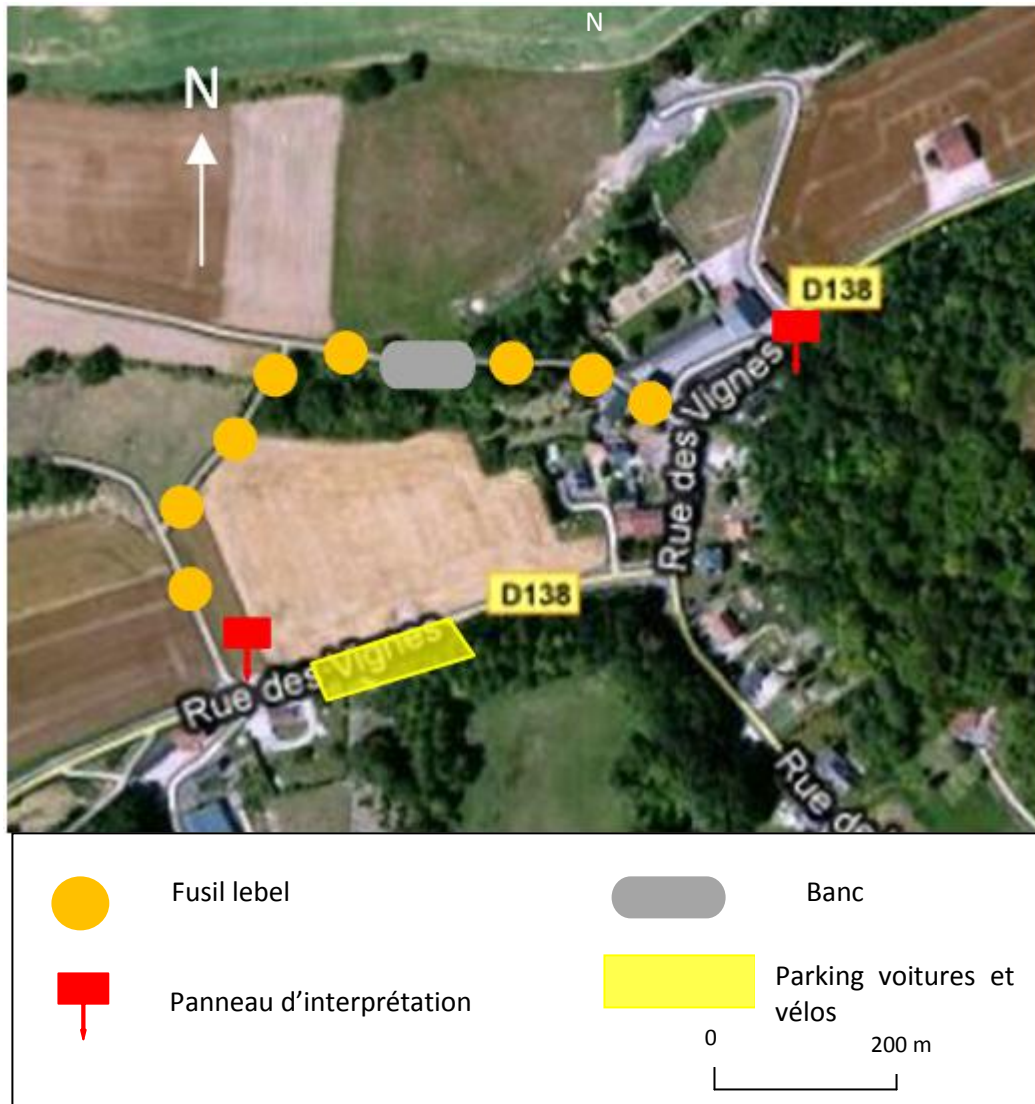 N
N
D138
Rue des Vignes
D138
Rue des Vignes
Rue de
Fusil lebel
Banc
Panneau d'interprétation
Parking voitures et
vélos
0 200 m